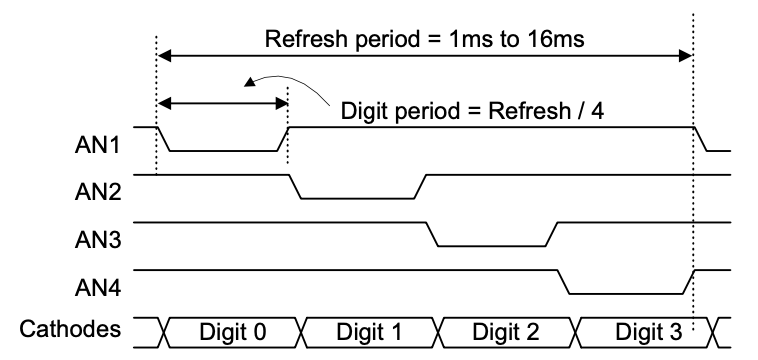 Refresh period = 1ms to 16ms
Digit period = Refresh / 4
AN1
AN2
AN3
AN4
Cathodes Digit 0 Digit 1 Digit 2 Digit 3